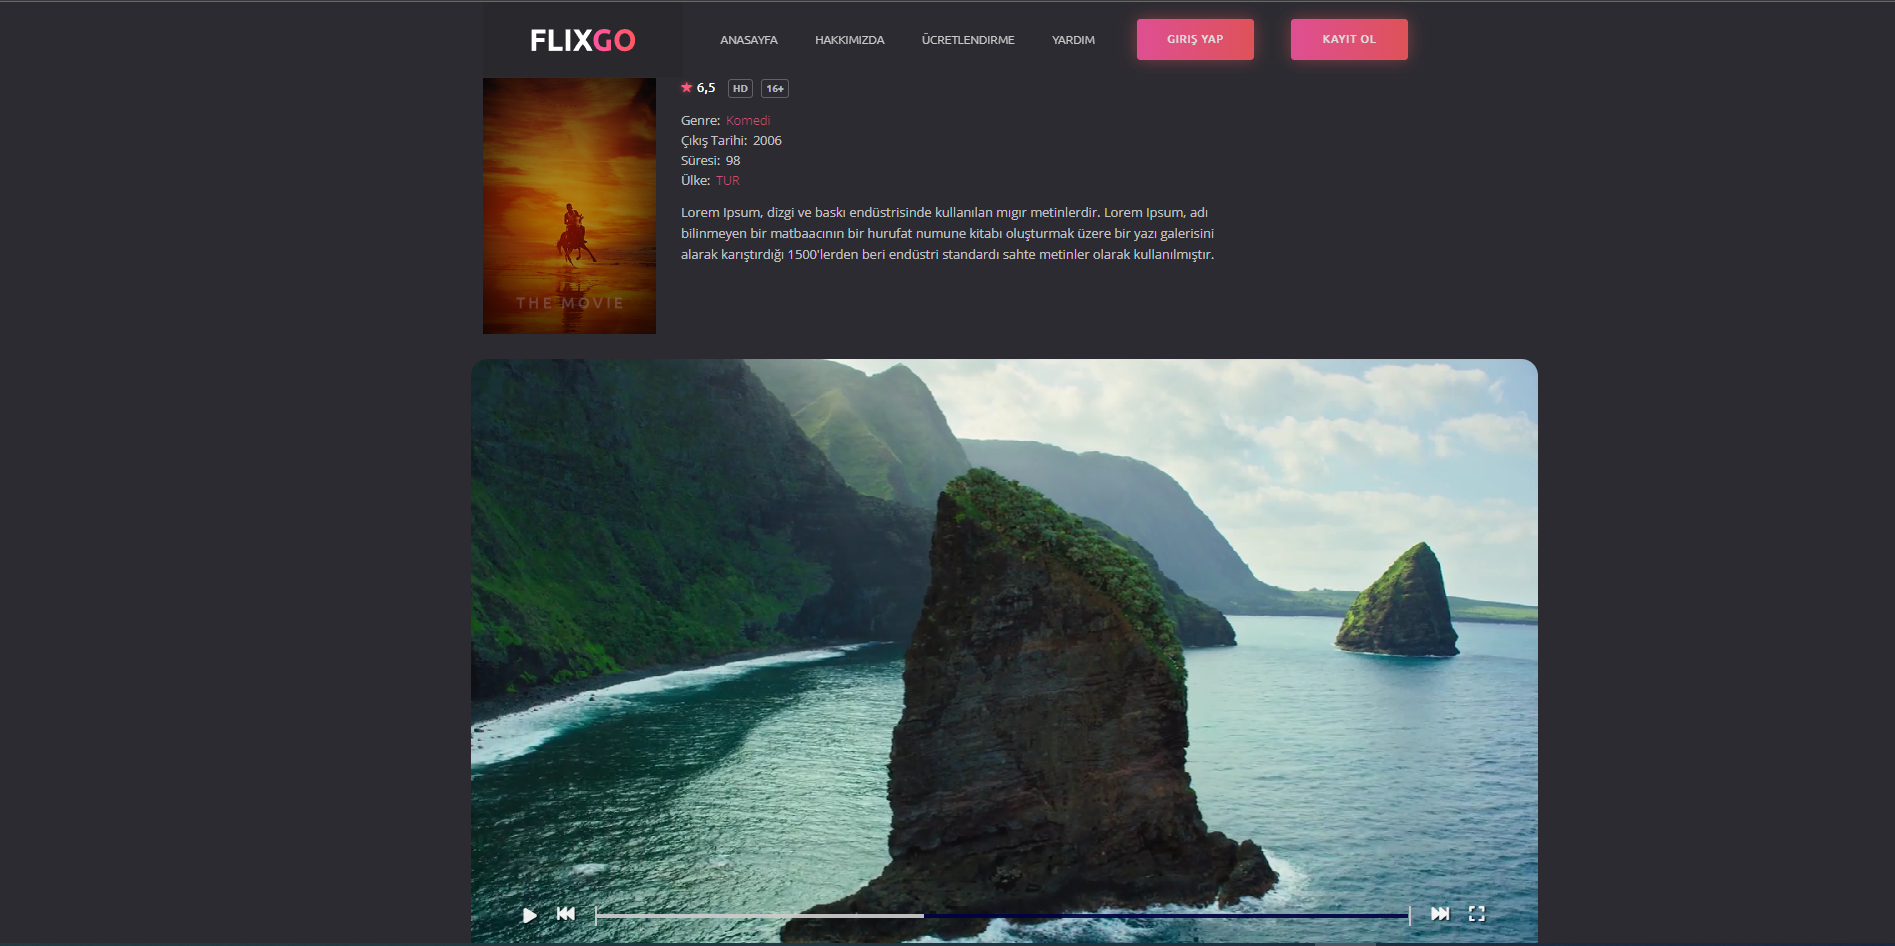 FLIXGO
ANASAYFA HAKKIMIZDA ÜCRETLENDIRME YARDIM GIRIŞ YAP KAYIT OL
6,5 HD 16+
Genre: Komedi
Çıkış Tarihi: 2006
Süresi: 98
Ülke: TUR
Lorem Ipsum, dizgi ve baskı endüstrisinde kullanılan mıgır metinlerdir. Lorem Ipsum, adı
bilinmeyen bir matbaacının bir hurufat numune kitabı oluşturmak üzere bir yazı galerisini
alarak karıştırdığı 1500'lerden beri endüstri standardı sahte metinler olarak kullanılmıştır.
THE MOVIE